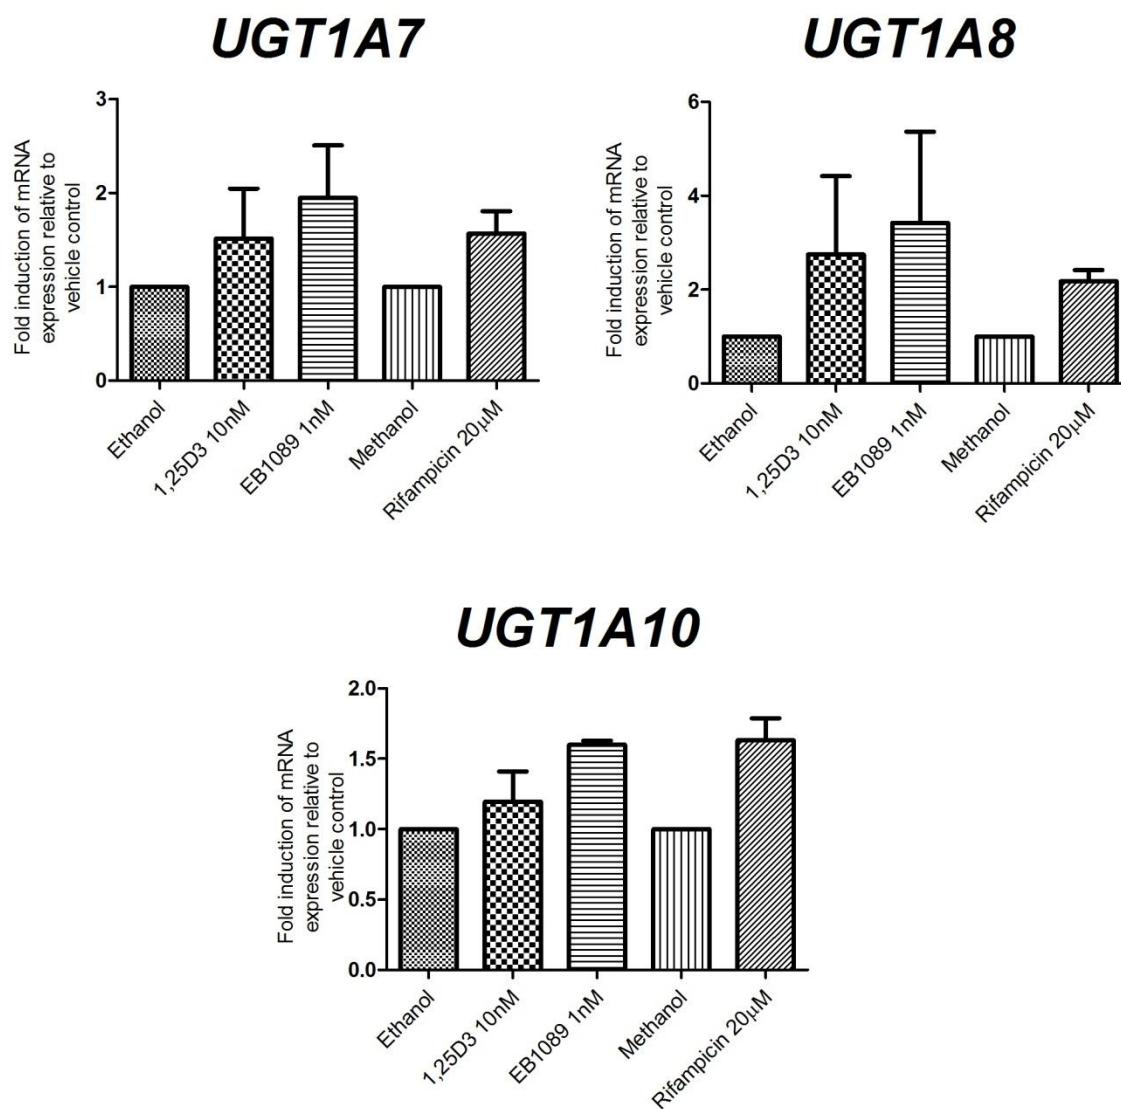 UGT1A7
Fold induction of mRNA
expression relative to
vehicle control
3
2
1
0
Ethanol
1,25D3 10nM
EB1089 1nM
Methanol
Rifampicin 20μM
UGT1A8
Fold induction of mRNA
expression relative to
vehicle control
6
4
2
0
Ethanol
1,25D3 10nM
EB1089 1nM
Methanol
Rifampicin 20μM
UGT1A10
Fold induction of mRNA
expression relative to
vehicle control
2.0
1.5
1.0
0.5
0.0
Ethanol
1,25D3 10nM
EB1089 1nM
Methanol
Rifampicin 20μM